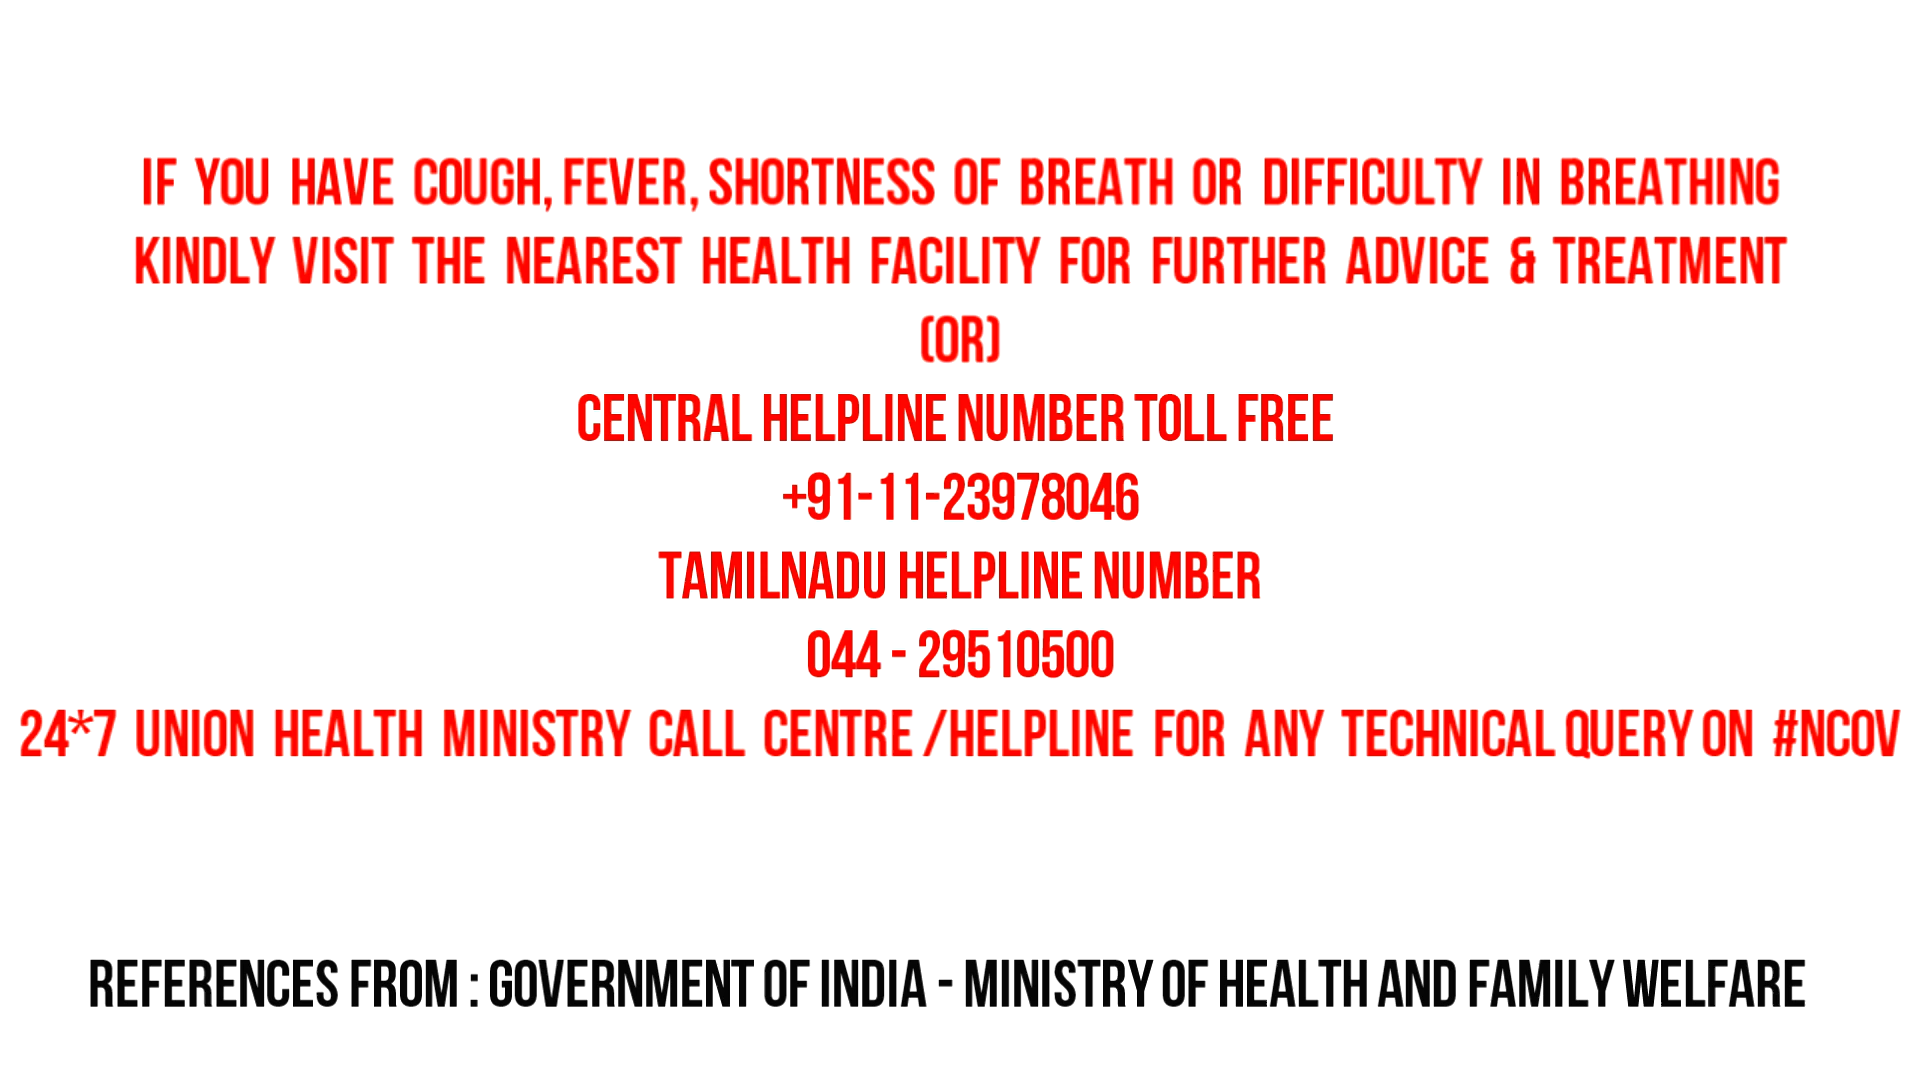 IF YOU HAVE COUGH, FEVER, SHORTNESS OF BREATH OR DIFFICULTY IN BREATHING
KINDLY VISIT THE NEAREST HEALTH FACILITY FOR FURTHER ADVICE & TREATMENT
(OR)
CENTRAL HELPLINE NUMBER TOLL FREE
+91-11-23978046
TAMILNADU HELPLINE NUMBER
044 - 29510500
24*7 UNION HEALTH MINISTRY CALL CENTRE /HELPLINE FOR ANY TECHNICAL QUERY ON #NCOV
REFERENCES FROM : GOVERNMENT OF INDIA - MINISTRY OF HEALTH AND FAMILY WELFARE